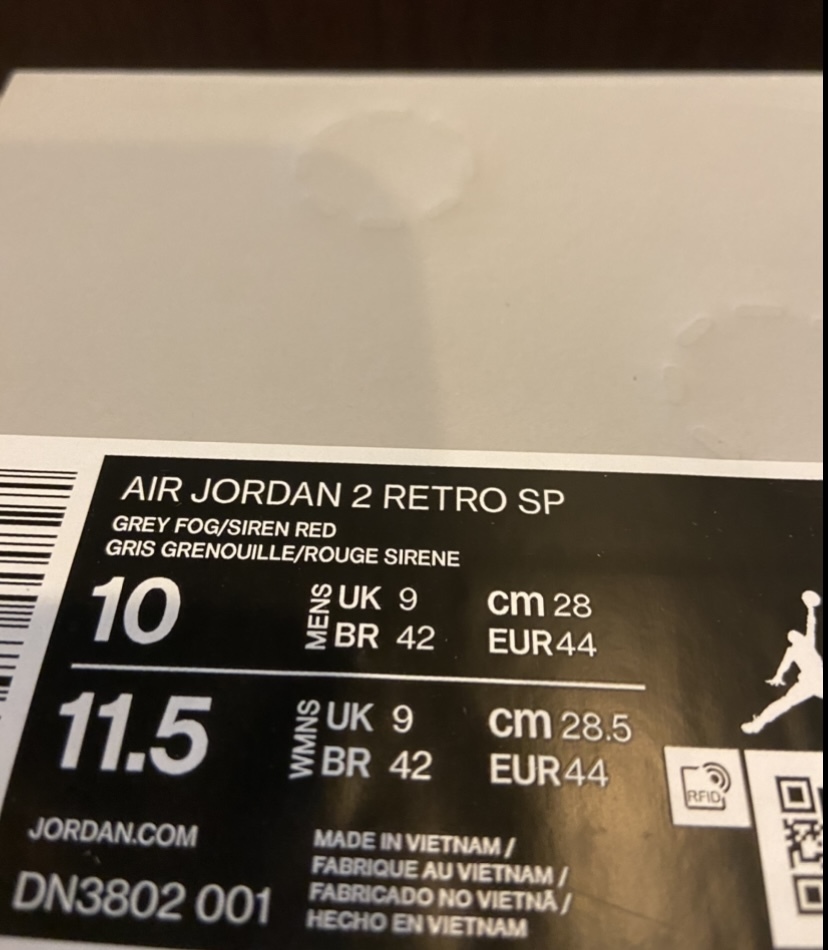 AIR JORDAN 2 RETRO SP
GREY FOG/SIREN RED
GRIS GRENOUILLE/ROUGE SIRENE
10 MENS UK 9 cm 28
BR 42 EUR 44
11.5 WMNS UK 9 cm 28.5
BR 42 EUR 44
RFID
JORDAN.COM
DN3802 001
MADE IN VIETNAM /
FABRIQUE AU VIETNAM /
FABRICADO NO VIETNÃ /
HECHO EN VIETNAM